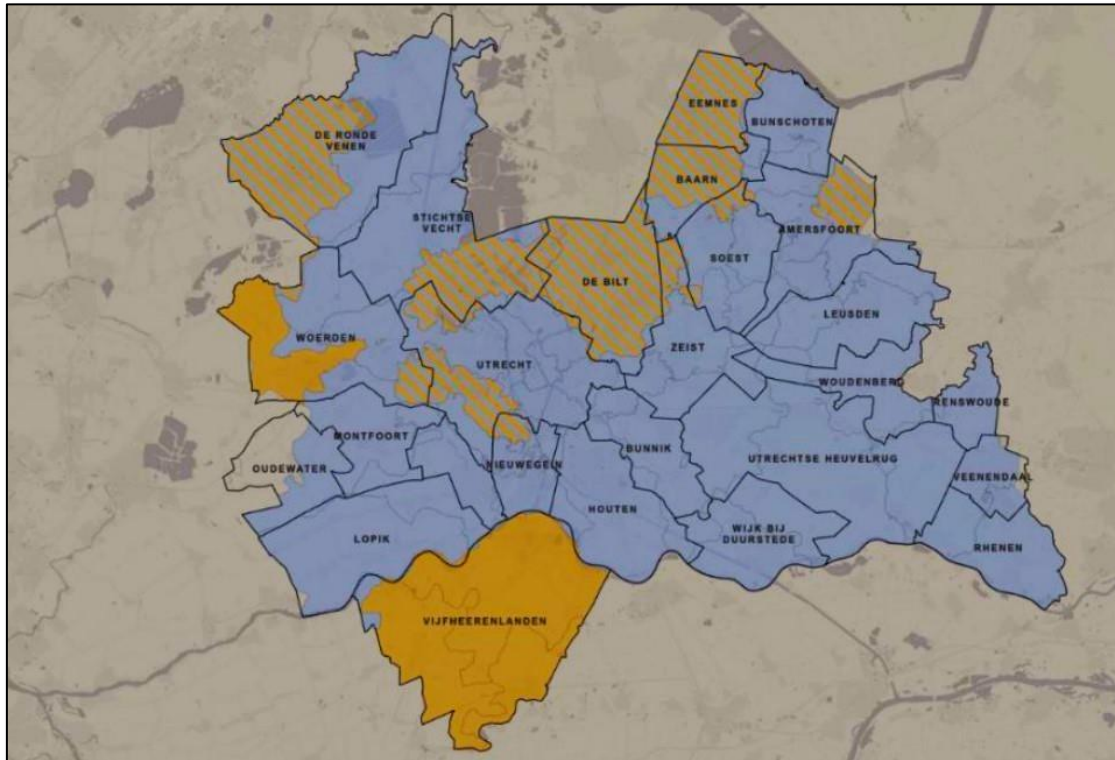 EEMNES
BUNSCHOTEN
DE RONDE
VENEN
BAARN
STICHTSE
VECHT
AMERSFOORT
SOEST
DE BILT
LEUSDEN
WOERDEN
ZEIST
UTRECHT
WOUDENBERG
RENSWOUDE
MONTFOORT
BUNNIK
UTRECHTSE HEUVELRUG
OUDEWATER
NIEUWEGEIN
VEENENDAAL
HOUTEN
WIJK BIJ
DUURSTEDE
LOPIK
RHENEN
VIJFHEERENLANDEN